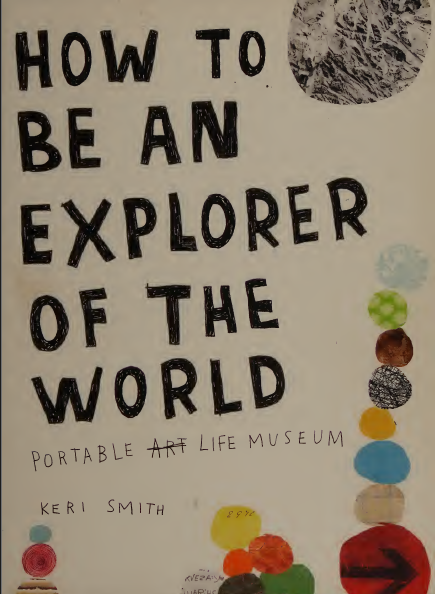 HOW TO
BE AN
EXPLORER
OF THE
WORLD
PORTABLE ART LIFE MUSEUM
KERI SMITH